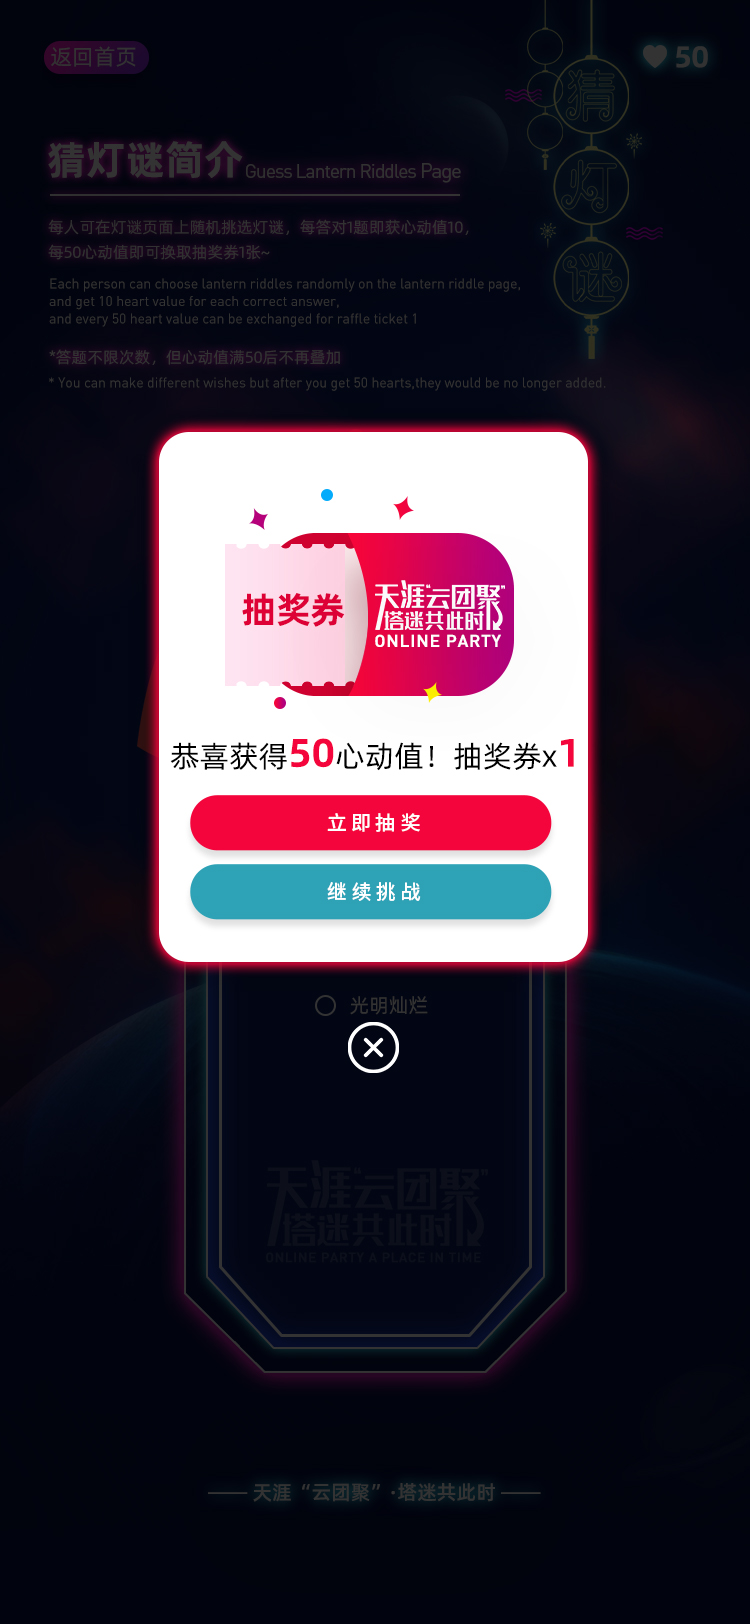 返回首页
50
猜
灯
谜
猜灯谜简介 Guess Lantern Riddles Page
每人可在灯谜页面上随机挑选灯谜，每答对1题即获心动值10，
每50心动值即可换取抽奖券1张~
Each person can choose lantern riddles randomly on the lantern riddle page,
and get 10 heart value for each correct answer,
and every 50 heart value can be exchanged for raffle ticket 1
*答题不限次数，但心动值满50后不再叠加
* You can make different wishes but after you get 50 hearts,they would be no longer added.
抽奖券
天涯“云团聚”
塔迷共此时
ONLINE PARTY
恭喜获得50心动值！抽奖券x1
立即抽奖
继续挑战
光明灿烂
天涯“云团聚”
塔迷共此时
ONLINE PARTY A PLACE IN TIME
天涯“云团聚”·塔迷共此时